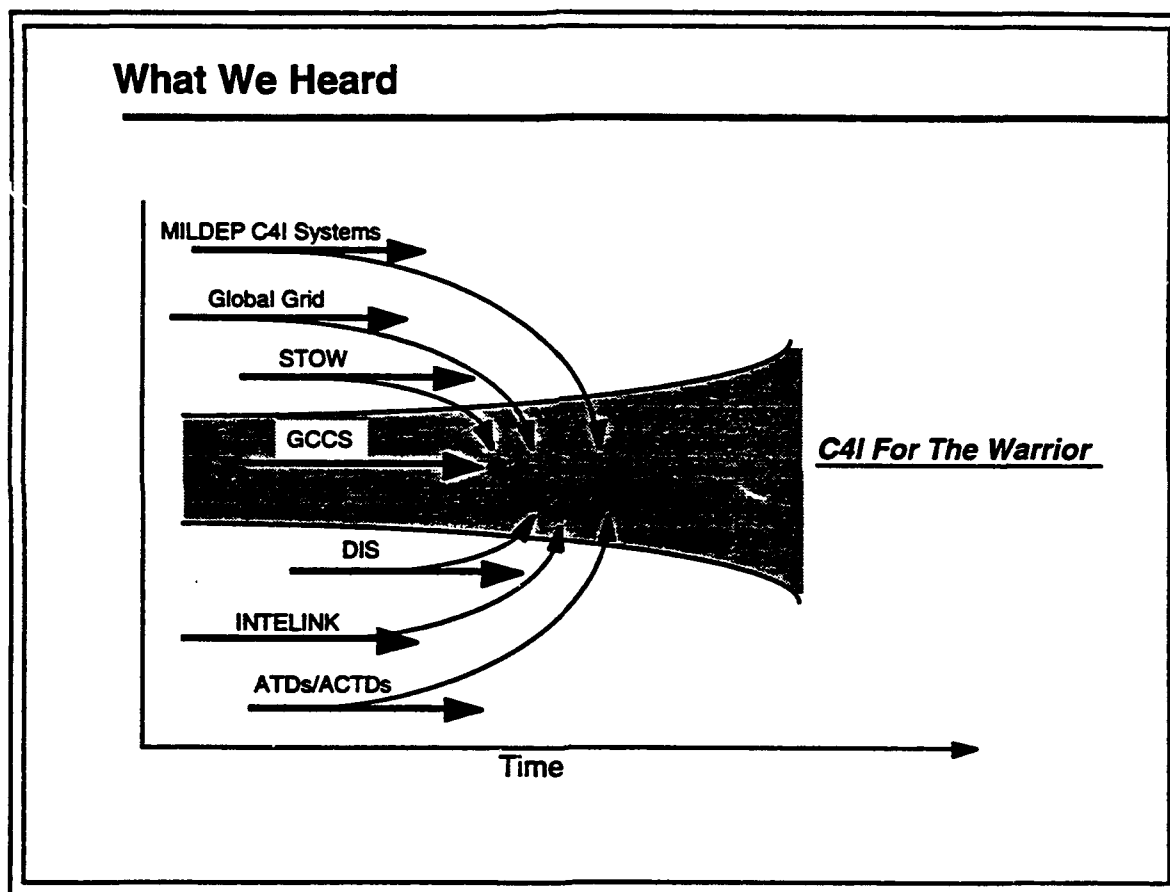 What We Heard
MILDEP C4I Systems
Global Grid
STOW
GCCS
C4I For The Warrior
DIS
INTELINK
ATDs/ACTDs
Time